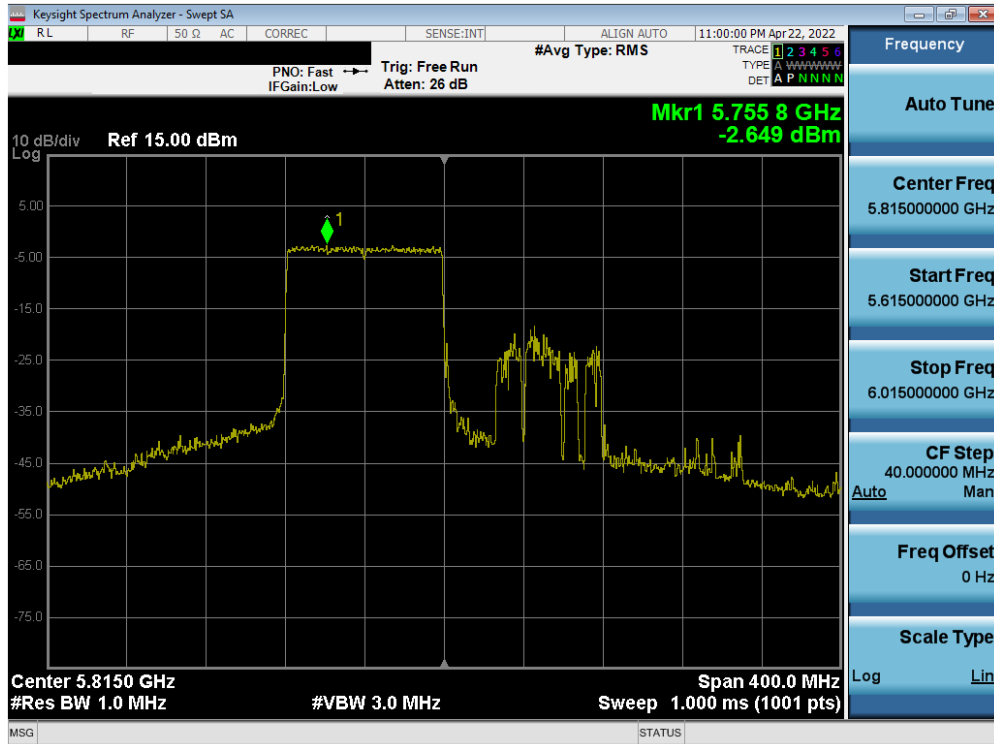 Keysight Spectrum Analyzer - Swept SA
LXI RL RF 50 Ω AC CORREC SENSE:INT ALIGN AUTO 11:00:00 PM Apr 22, 2022
#Avg Type: RMS TRACE 1 2 3 4 5 6
PNO: Fast Trig: Free Run TYPE A WWWWW
IFGain:Low Atten: 26 dB DET A P N N N N
Mkr1 5.755 8 GHz
-2.649 dBm
10 dB/div Ref 15.00 dBm
Log
5.00
1
-5.00
-15.0
-25.0
-35.0
-45.0
-55.0
-65.0
-75.0
Center 5.8150 GHz Span 400.0 MHz
#Res BW 1.0 MHz #VBW 3.0 MHz Sweep 1.000 ms (1001 pts)
MSG STATUS
Frequency
Auto Tune
Center Freq
5.815000000 GHz
Start Freq
5.615000000 GHz
Stop Freq
6.015000000 GHz
CF Step
40.000000 MHz
Auto Man
Freq Offset
0 Hz
Scale Type
Log Lin